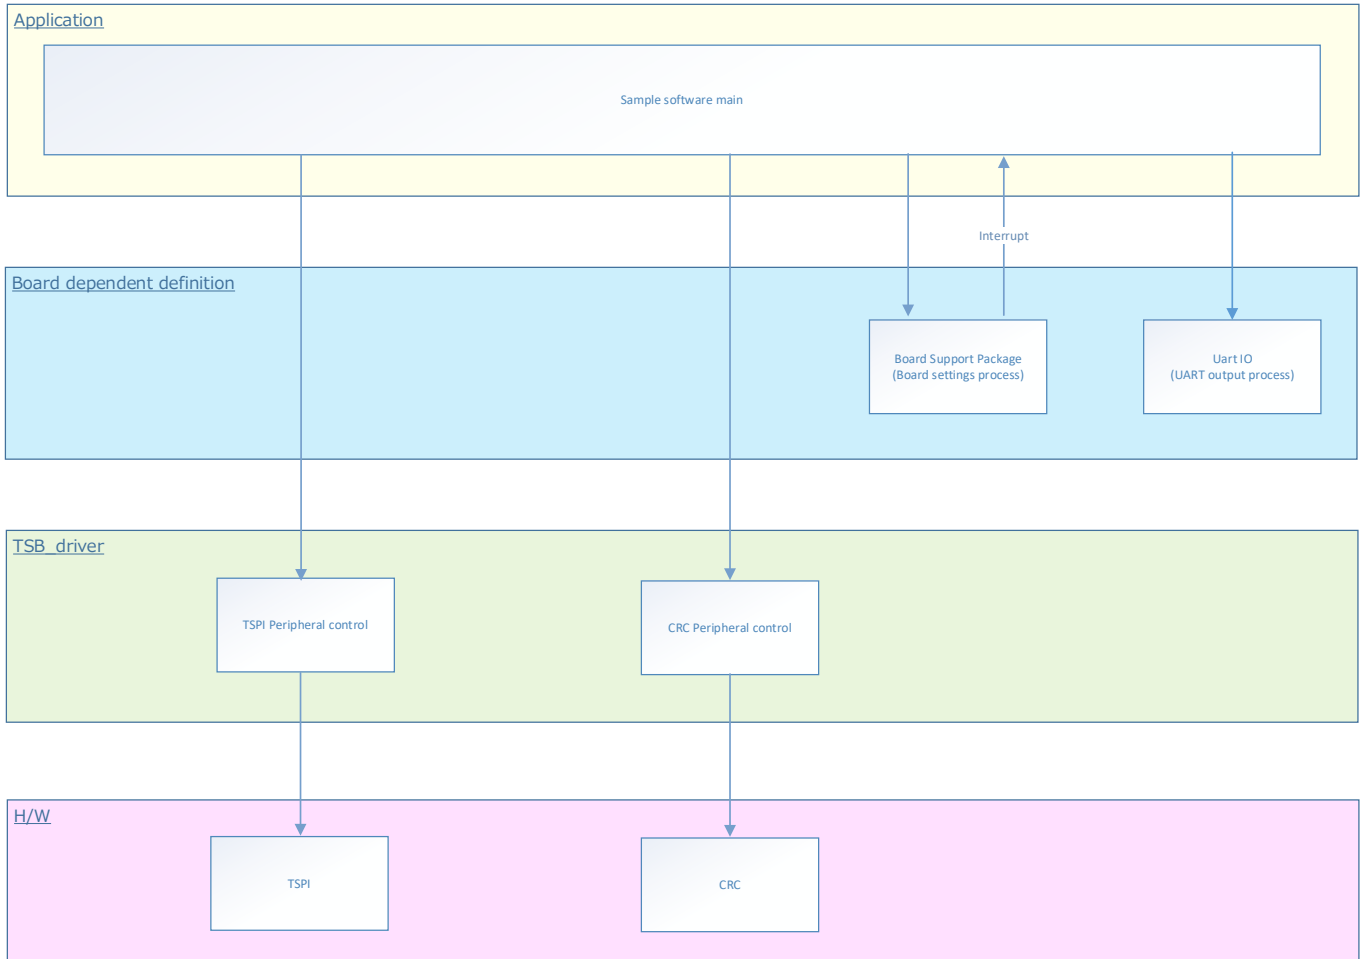 Application
Sample software main
Interrupt
Board dependent definition
Board Support Package
(Board settings process)
Uart IO
(UART output process)
TSB_driver
TSPI Peripheral control
CRC Peripheral control
H/W
TSPI
CRC